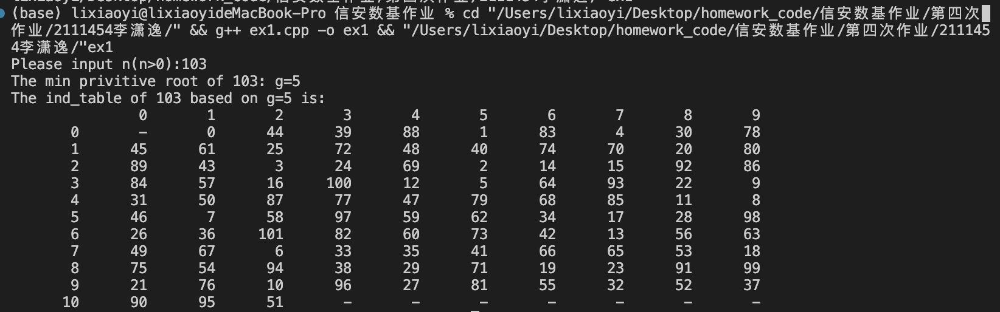 (base) lixiaoyi@lixiaoyideMacBook-Pro 信安数基作业 % cd "/Users/lixiaoyi/Desktop/homework_code/信安数基作业/第四次
作业/2111454李潇逸/" && g++ ex1.cpp -o ex1 && "/Users/lixiaoyi/Desktop/homework_code/信安数基作业/第四次作业/211145
4李潇逸/"ex1
Please input n(n>0):103
The min privitive root of 103: g=5
The ind_table of 103 based on g=5 is:
0 1 2 3 4 5 6 7 8 9
0 - 0 44 39 88 1 83 4 30 78
1 45 61 25 72 48 40 74 70 20 80
2 89 43 3 24 69 2 14 15 92 86
3 84 57 16 100 12 5 64 93 22 9
4 31 50 87 77 47 79 68 85 11 8
5 46 7 58 97 59 62 34 17 28 98
6 26 36 101 82 60 73 42 13 56 63
7 49 67 6 33 35 41 66 65 53 18
8 75 54 94 38 29 71 19 23 91 99
9 21 76 10 96 27 81 55 32 52 37
10 90 95 51 - - - - - - -